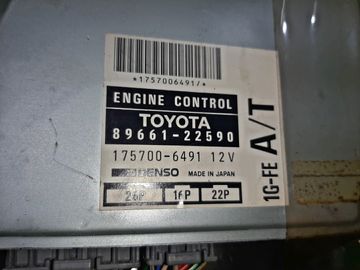 *1757006491/*
ENGINE CONTROL
TOYOTA
89661-22590
175700-6491 12V
DENSO MADE IN JAPAN
26P 16P 22P
1G-FE A/T